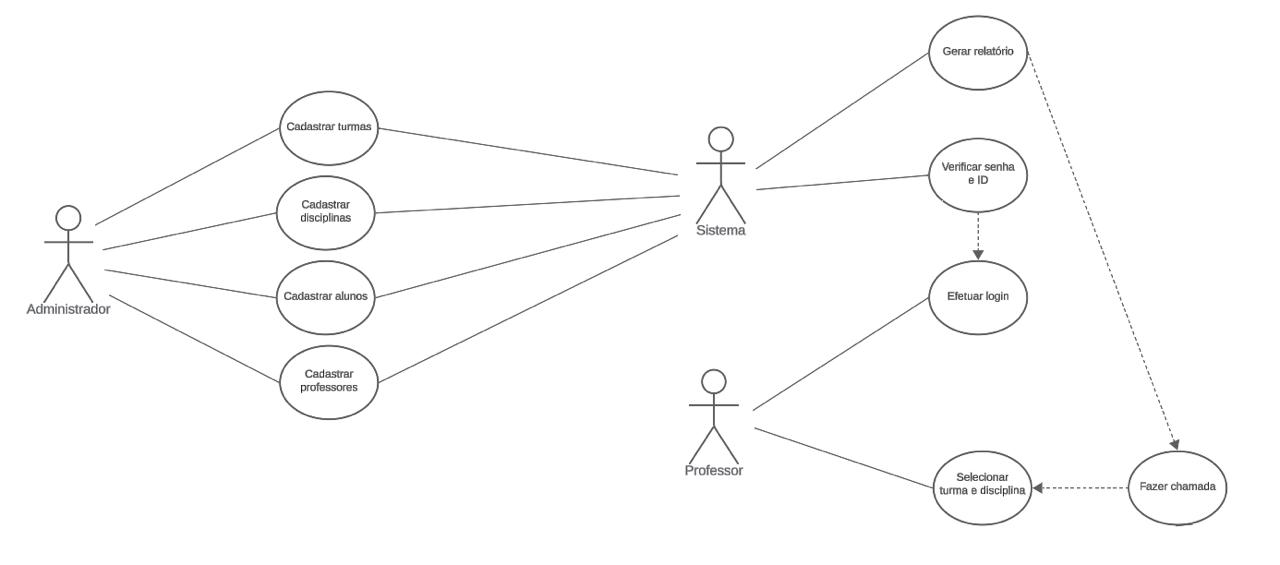 Gerar relatório
Cadastrar turmas
Verificar senha
e ID
Cadastrar
disciplinas
Sistema
Cadastrar alunos
Efetuar login
Administrador
Cadastrar
professores
Professor
Selecionar
turma e disciplina
Fazer chamada